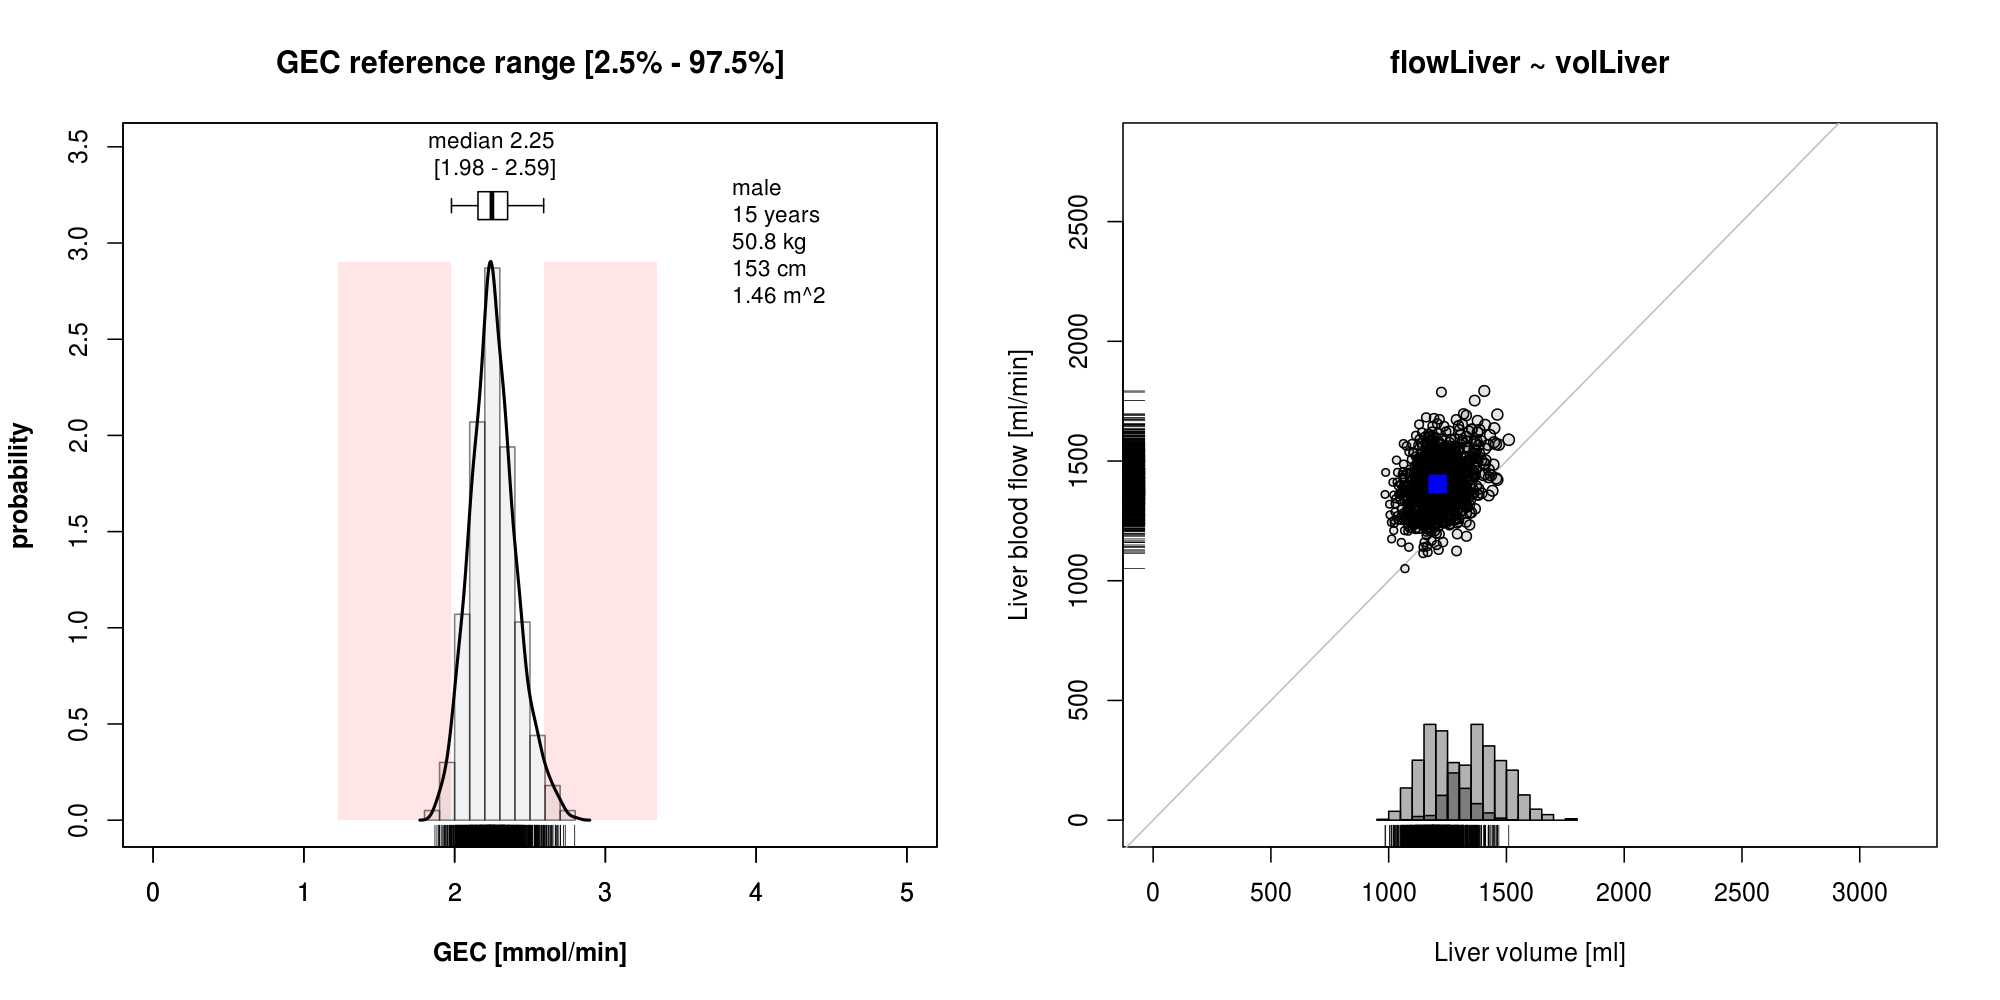 GEC reference range [2.5% - 97.5%]
median 2.25
[1.98 - 2.59]
male
15 years
50.8 kg
153 cm
1.46 m^2
probability
3.5
3.0
2.5
2.0
1.5
1.0
0.5
0.0
0 1 2 3 4 5
GEC [mmol/min]
flowLiver ~ volLiver
Liver blood flow [ml/min]
2500
2000
1500
1000
500
0
0 500 1000 1500 2000 2500 3000
Liver volume [ml]